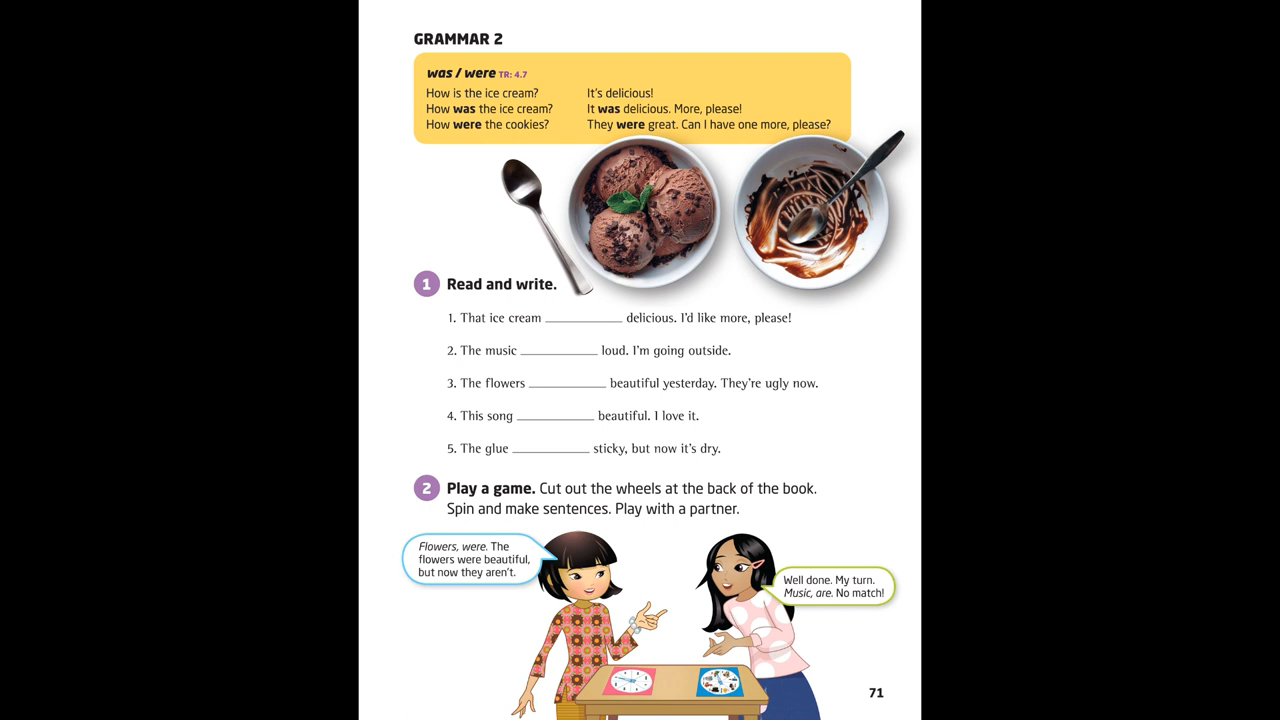 GRAMMAR 2
was / were TR: 4.7
How is the ice cream? It's delicious!
How was the ice cream? It was delicious. More, please!
How were the cookies? They were great. Can I have one more, please?
1 Read and write.
1. That ice cream ____________ delicious. I'd like more, please!
2. The music ____________ loud. I'm going outside.
3. The flowers ____________ beautiful yesterday. They're ugly now.
4. This song ____________ beautiful. I love it.
5. The glue ____________ sticky, but now it's dry.
2 Play a game. Cut out the wheels at the back of the book.
Spin and make sentences. Play with a partner.
Flowers, were. The
flowers were beautiful,
but now they aren't.
Well done. My turn.
Music, are. No match!
71